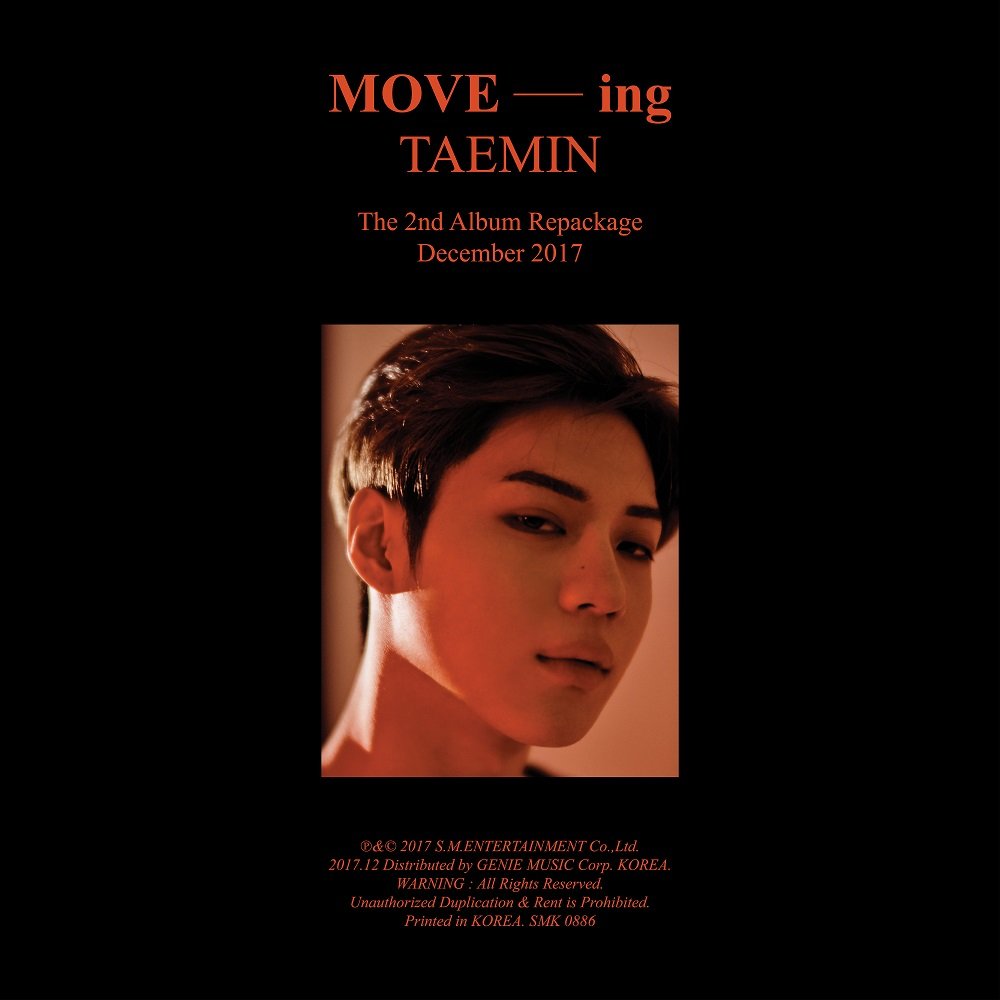 MOVE — ing
TAEMIN
The 2nd Album Repackage
December 2017
℗&© 2017 S.M.ENTERTAINMENT Co.,Ltd.
2017.12 Distributed by GENIE MUSIC Corp. KOREA.
WARNING : All Rights Reserved.
Unauthorized Duplication & Rent is Prohibited.
Printed in KOREA. SMK 0886